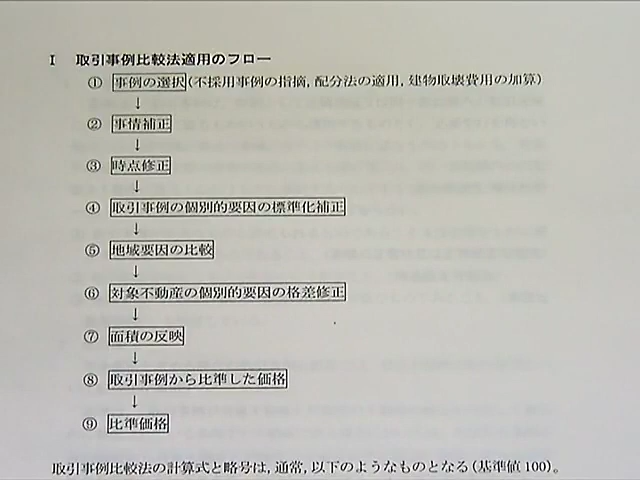 I 取引事例比較法適用のフロー
① 事例の選択(不採用事例の指摘, 配分法の適用, 建物取壊費用の加算)
↓
② 事情補正
↓
③ 時点修正
↓
④ 取引事例の個別的要因の標準化補正
↓
⑤ 地域要因の比較
↓
⑥ 対象不動産の個別的要因の格差修正
↓
⑦ 面積の反映
↓
⑧ 取引事例から比準した価格
↓
⑨ 比準価格
取引事例比較法の計算式と略号は, 通常, 以下のようなものとなる(基準値100)。